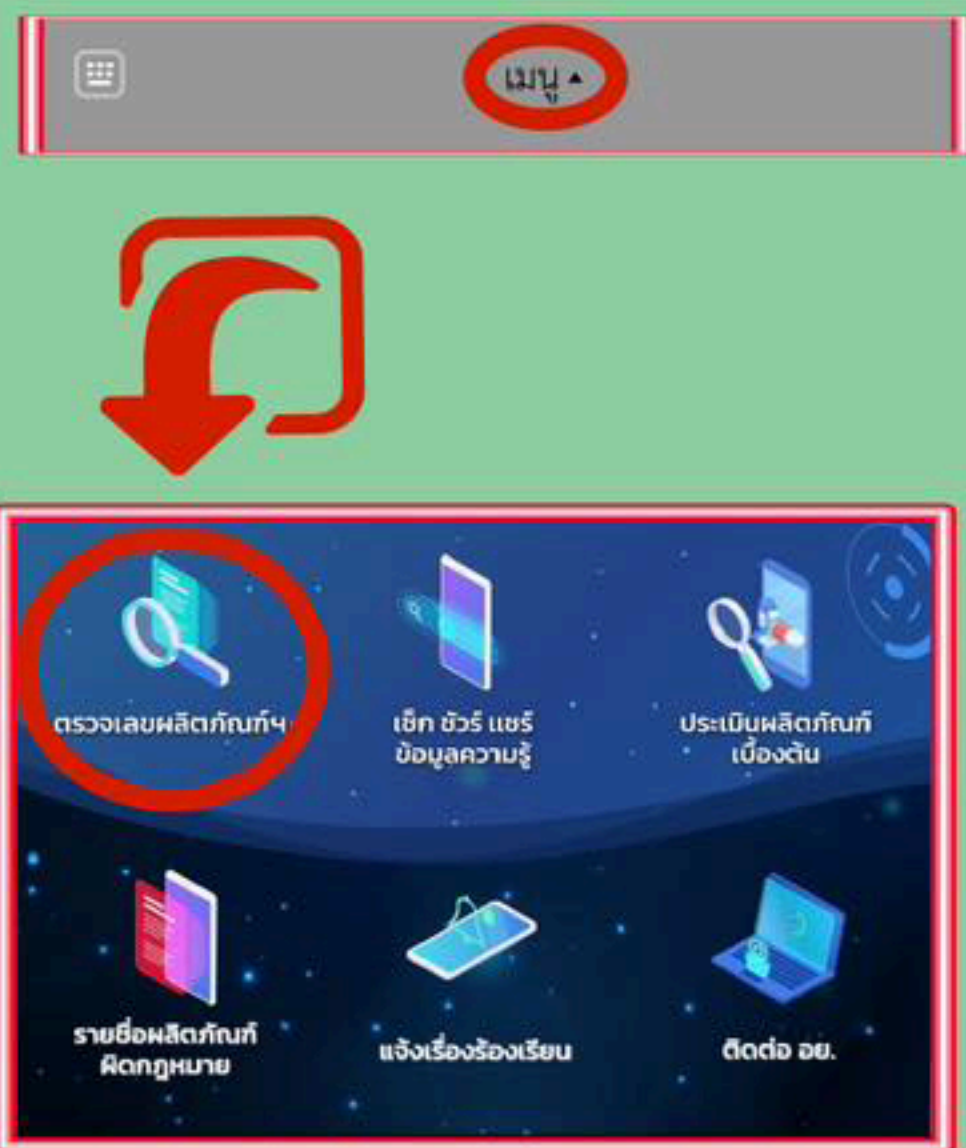 เมนู
ตรวจเลขผลิตภัณฑ์ฯ
เช็ก ชัวร์ แชร์
ข้อมูลความรู้
ประเมินผลิตภัณฑ์
เบื้องต้น
รายชื่อผลิตภัณฑ์
ผิดกฎหมาย
แจ้งเรื่องร้องเรียน
ติดต่อ อย.